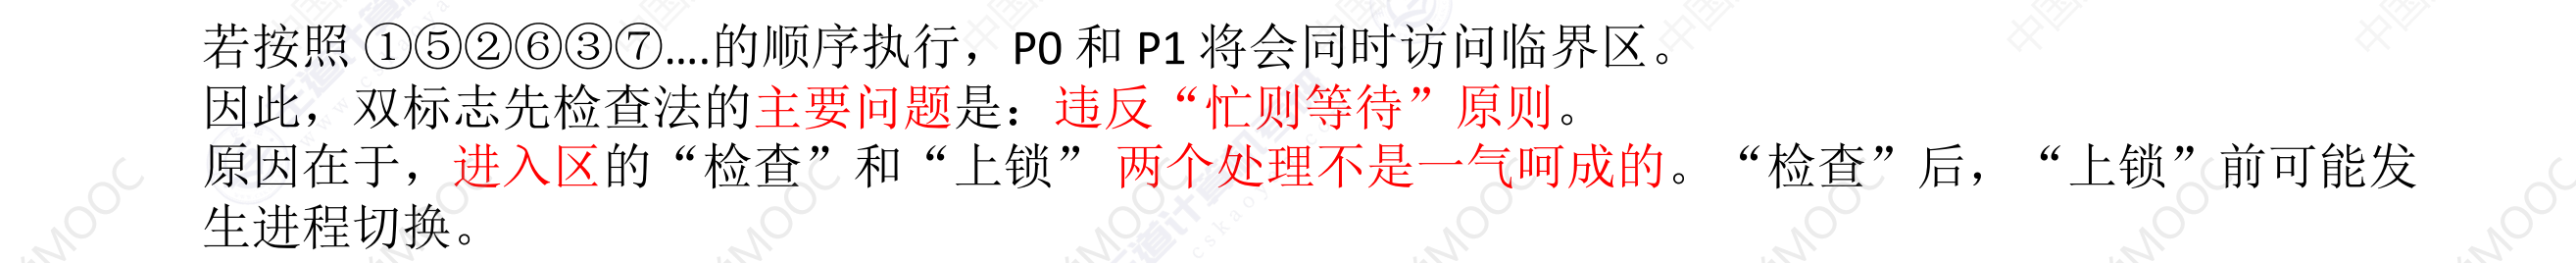 若按照 ①⑤②⑥③⑦....的顺序执行，P0 和 P1 将会同时访问临界区。
因此，双标志先检查法的主要问题是：违反“忙则等待”原则。
原因在于，进入区的“检查”和“上锁” 两个处理不是一气呵成的。“检查”后，“上锁”前可能发
生进程切换。